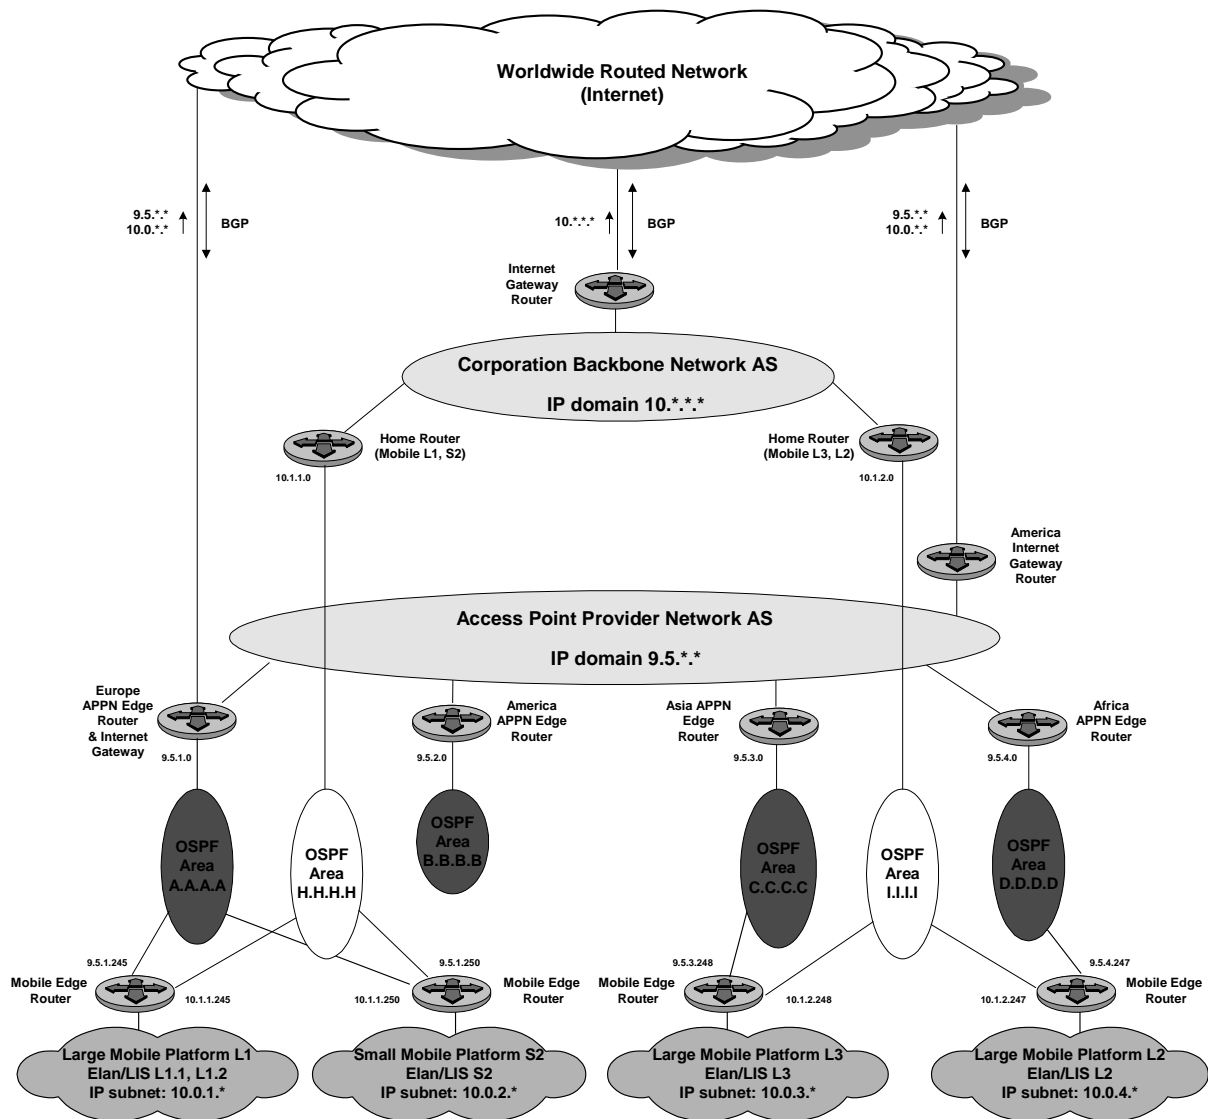 Worldwide Routed Network
(Internet)
9.5.*.*
10.0.*.*
BGP
10.*.*.*
BGP
9.5.*.*
10.0.*.*
BGP
Internet
Gateway
Router
Corporation Backbone Network AS
IP domain 10.*.*.*
Home Router
(Mobile L1, S2)
10.1.1.0
Home Router
(Mobile L3, L2)
10.1.2.0
America
Internet
Gateway
Router
Access Point Provider Network AS
IP domain 9.5.*.*
Europe
APPN Edge
Router
& Internet
Gateway
9.5.1.0
America
APPN Edge
Router
9.5.2.0
Asia APPN
Edge
Router
9.5.3.0
Africa
APPN Edge
Router
9.5.4.0
OSPF
Area
A.A.A.A
OSPF
Area
H.H.H.H
OSPF
Area
B.B.B.B
OSPF
Area
C.C.C.C
OSPF
Area
I.I.I.I
OSPF
Area
D.D.D.D
9.5.1.245
Mobile Edge
Router
10.1.1.245
9.5.1.250
Mobile Edge
Router
10.1.1.250
9.5.3.248
Mobile Edge
Router
10.1.2.248
9.5.4.247
Mobile Edge
Router
10.1.2.247
Large Mobile Platform L1
Elan/LIS L1.1, L1.2
IP subnet: 10.0.1.*
Small Mobile Platform S2
Elan/LIS S2
IP subnet: 10.0.2.*
Large Mobile Platform L3
Elan/LIS L3
IP subnet: 10.0.3.*
Large Mobile Platform L2
Elan/LIS L2
IP subnet: 10.0.4.*